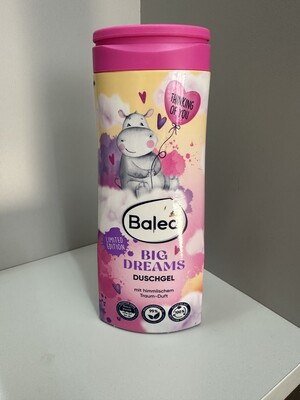 THINKING
OF YOU
Balea
LIMITED
EDITION
BIG
DREAMS
DUSCHGEL
mit himmlischem
Traum-Duft